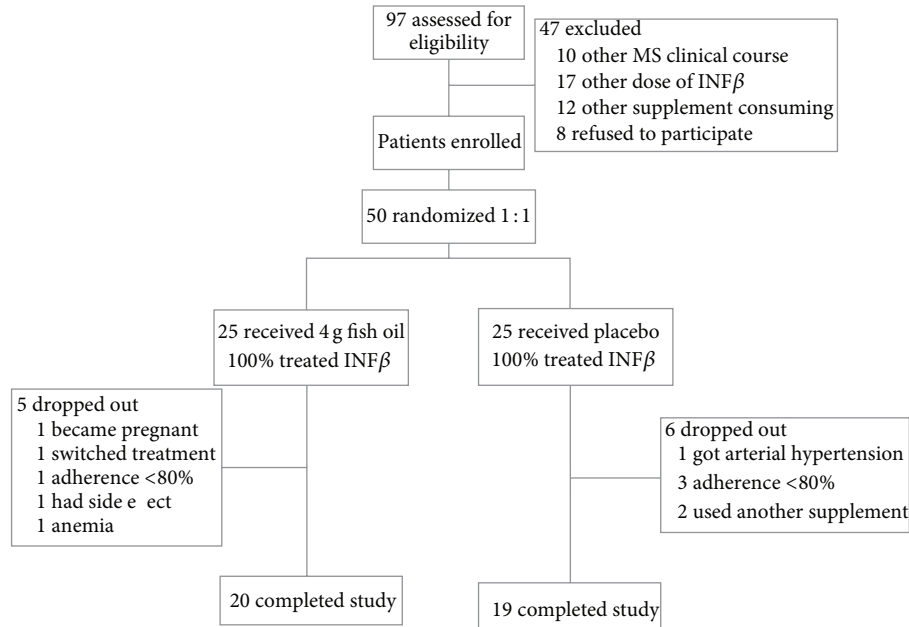 97 assessed for
eligibility
47 excluded
10 other MS clinical course
17 other dose of INFβ
12 other supplement consuming
8 refused to participate
Patients enrolled
50 randomized 1 : 1
25 received 4 g fish oil
100% treated INFβ
25 received placebo
100% treated INFβ
5 dropped out
1 became pregnant
1 switched treatment
1 adherence <80%
1 had side e ect
1 anemia
6 dropped out
1 got arterial hypertension
3 adherence <80%
2 used another supplement
20 completed study
19 completed study